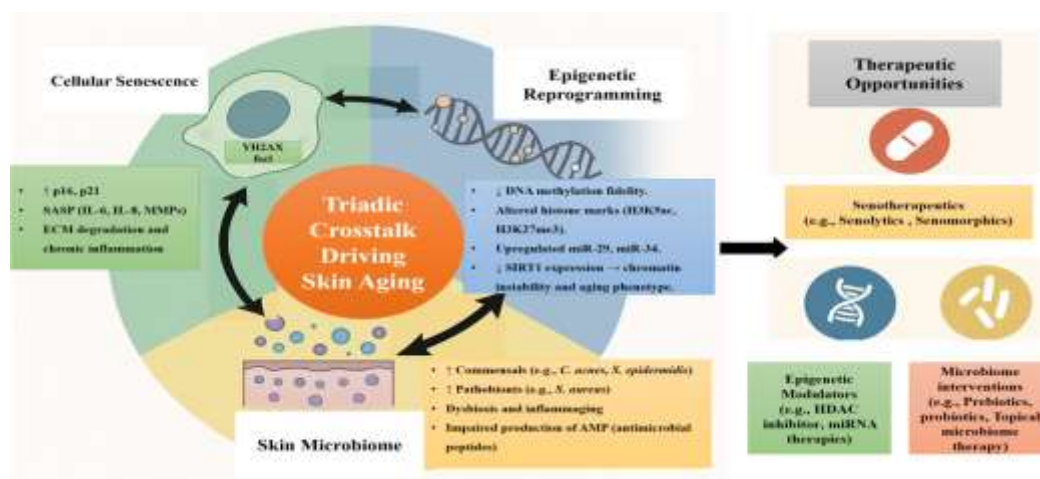 Cellular Senescence
Epigenetic
Reprogramming
γH2AX
foci
• ↑ p16, p21
• SASP (IL-6, IL-8, MMPs)
• ECM degradation and
chronic inflammation
Triadic
Crosstalk
Driving
Skin Aging
• ↓ DNA methylation fidelity.
• Altered histone marks (H3K9ac,
H3K27me3).
• Upregulated miR-29, miR-34.
• ↓ SIRT1 expression → chromatin
instability and aging phenotype.
Skin Microbiome
• ↑ Commensals (e.g., C. acnes, S. epidermidis)
• ↑ Pathobionts (e.g., S. aureus)
• Dysbiosis and inflammaging
• Impaired production of AMP (antimicrobial
peptides)
Therapeutic
Opportunities
Senotherapeutics
(e.g., Senolytics , Senomorphics)
Epigenetic
Modulators
(e.g., HDAC
inhibitor, miRNA
therapies)
Microbiome
interventions
(e.g., Prebiotics,
probiotics, Topical
microbiome
therapy)